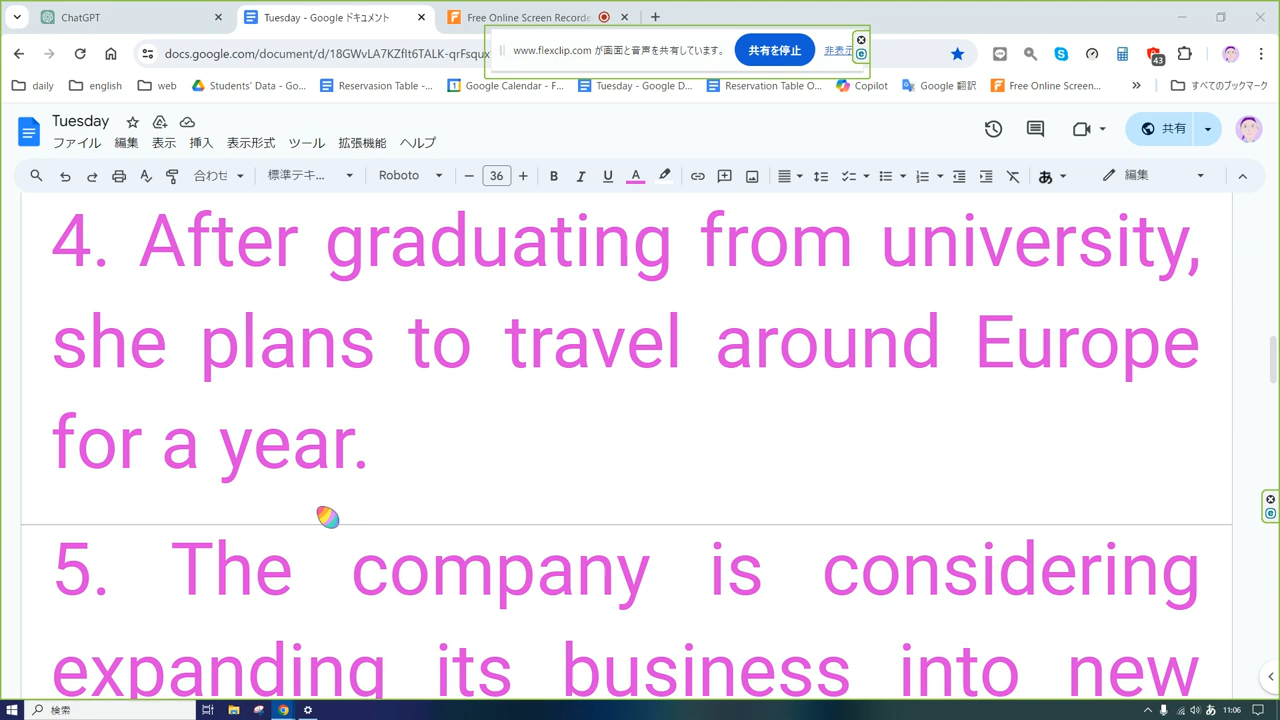 ChatGPT
Tuesday - Google ドキュメント
Free Online Screen Recorde
www.flexclip.com が画面と音声を共有しています。
共有を停止
非表示
docs.google.com/document/d/18GWvLA7KZfIt6TALK-qrFsqux
43
daily
english
web
Students' Data - Go...
Reservasion Table -...
Google Calendar - F...
Tuesday - Google D...
Reservation Table O...
Copilot
Google 翻訳
Free Online Screen...
すべてのブックマーク
Tuesday
ファイル 編集 表示 挿入 表示形式 ツール 拡張機能 ヘルプ
共有
合わせ
標準テキ...
Roboto
36
B I U A
あ
編集
4. After graduating from university,
she plans to travel around Europe
for a year.
5. The company is considering
expanding its business into new
検索
あ
11:06